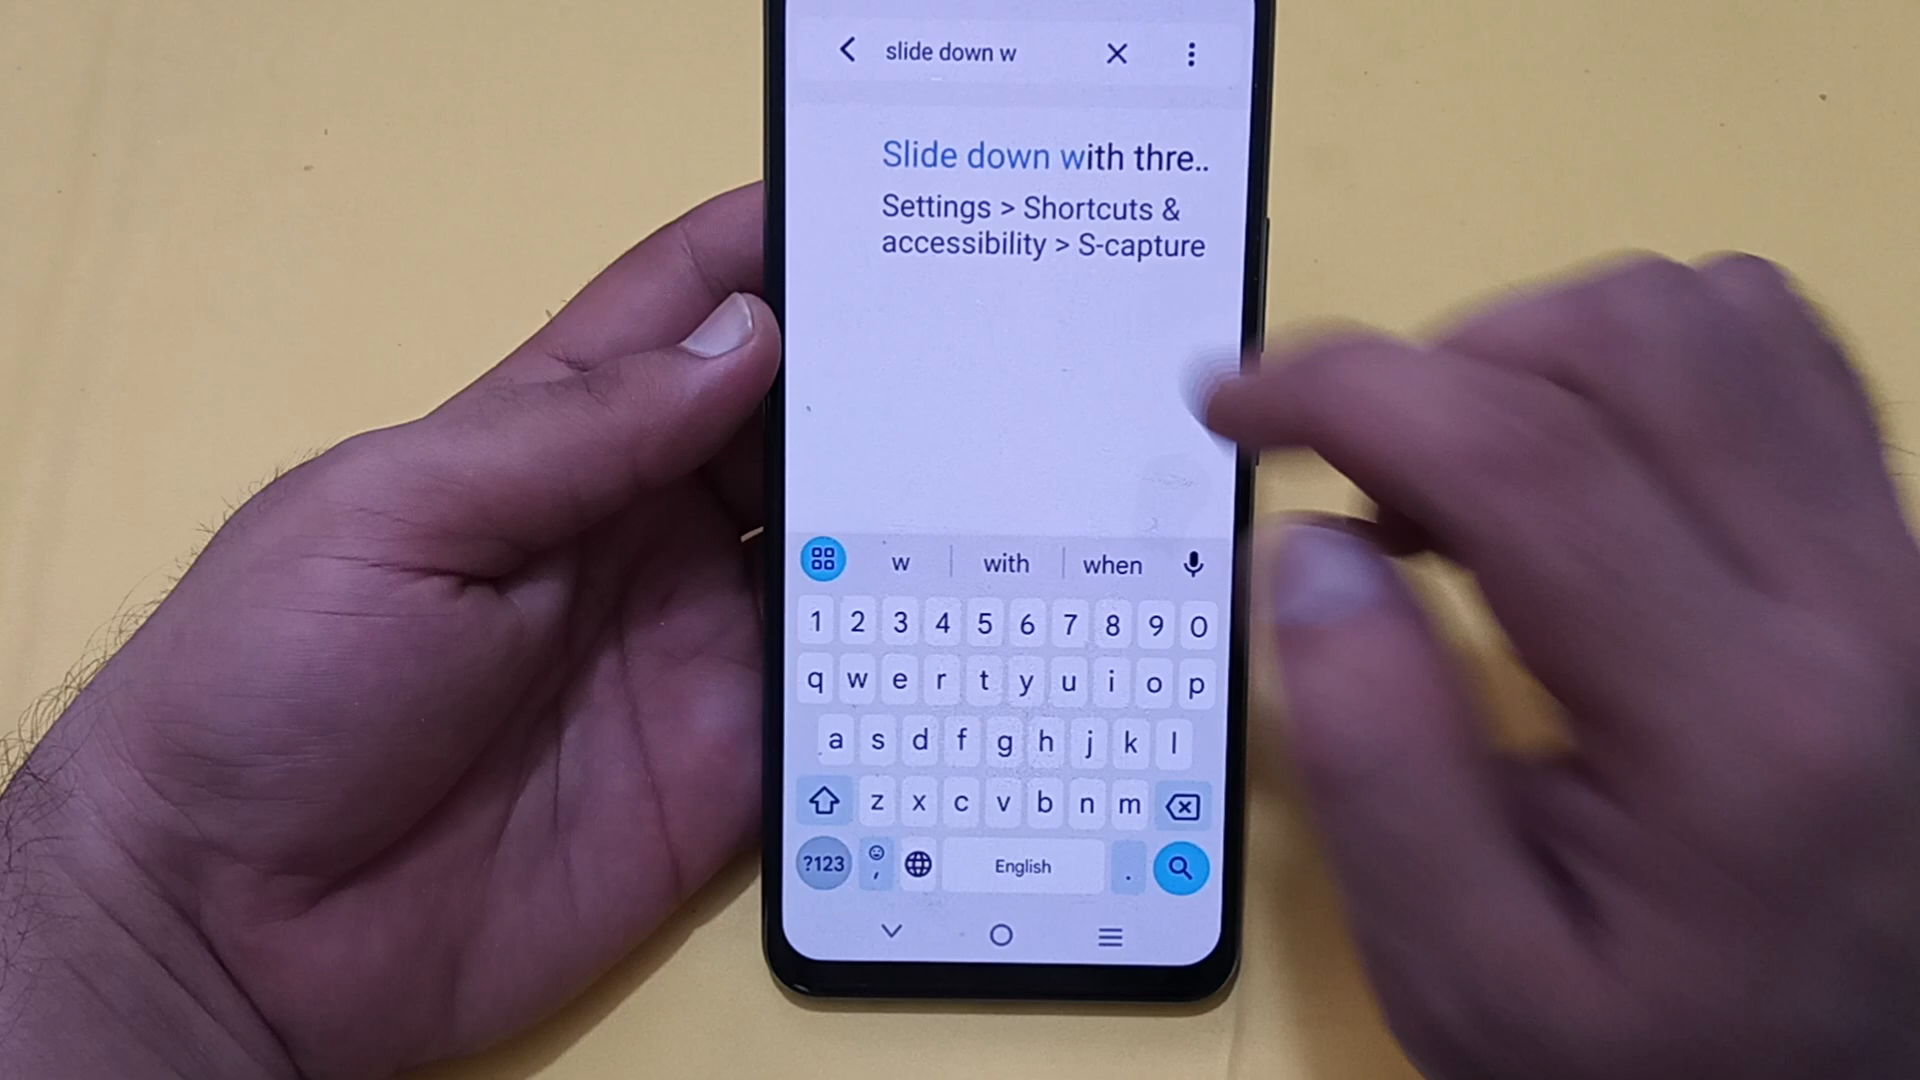 slide down w
Slide down with thre..
Settings > Shortcuts &
accessibility > S-capture
w with when
1 2 3 4 5 6 7 8 9 0
q w e r t y u i o p
a s d f g h j k l
z x c v b n m
?123 , English .